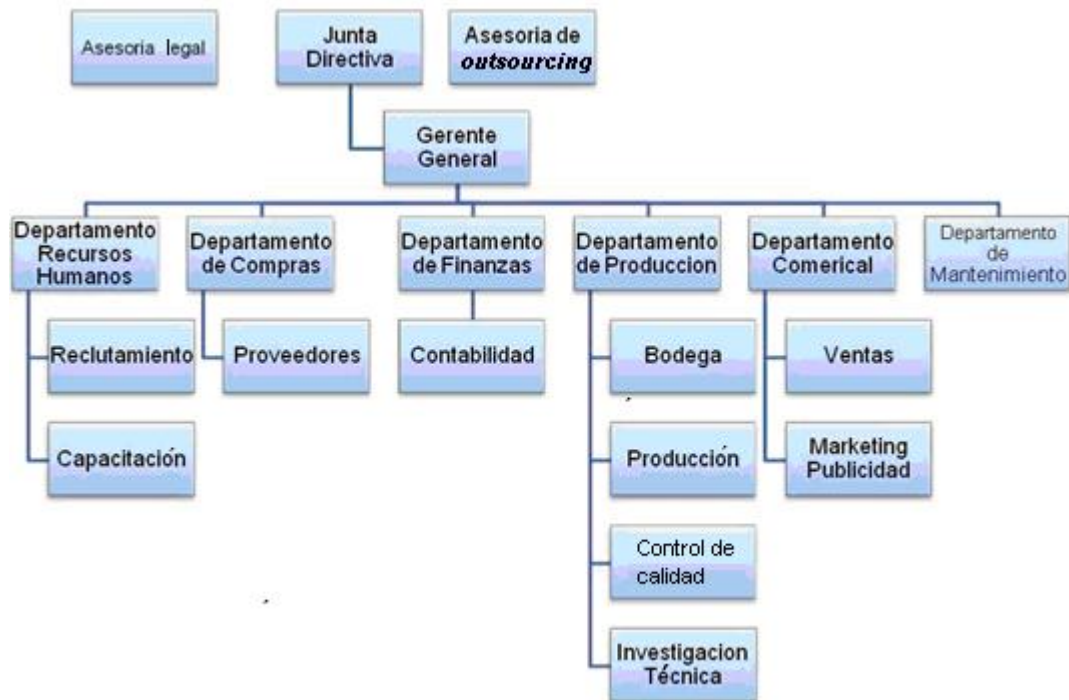 Asesoria legal
Junta
Directiva
Asesoria de
outsourcing
Gerente
General
Departamento
Recursos
Humanos
Departamento
de Compras
Departamento
de Finanzas
Departamento
de Produccion
Departamento
Comerical
Departamento
de
Mantenimiento
Reclutamiento
Proveedores
Contabilidad
Bodega
Ventas
Capacitación
Producción
Marketing
Publicidad
Control de
calidad
Investigacion
Técnica